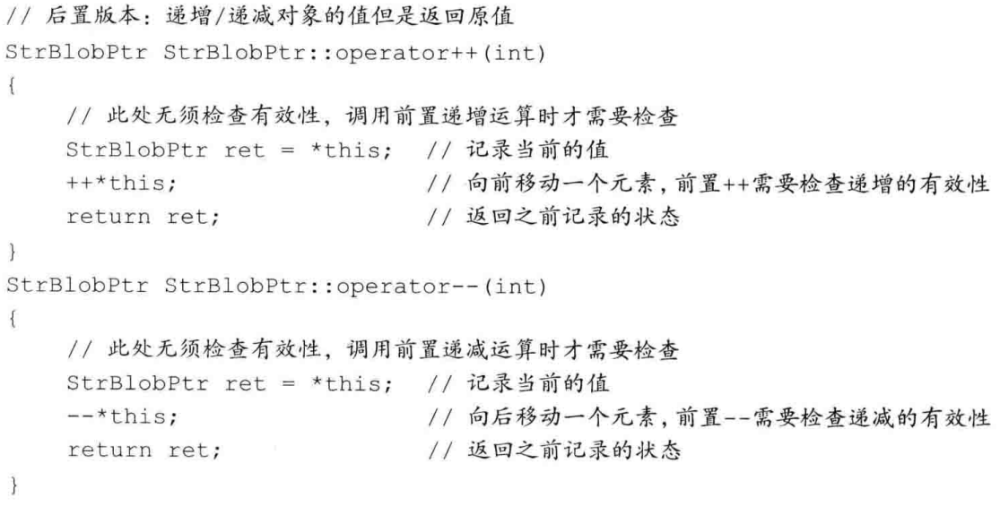 // 后置版本：递增/递减对象的值但是返回原值
StrBlobPtr StrBlobPtr::operator++(int)
{
    // 此处无须检查有效性，调用前置递增运算时才需要检查
    StrBlobPtr ret = *this;  // 记录当前的值
    ++*this;                 // 向前移动一个元素，前置++需要检查递增的有效性
    return ret;              // 返回之前记录的状态
}
StrBlobPtr StrBlobPtr::operator--(int)
{
    // 此处无须检查有效性，调用前置递减运算时才需要检查
    StrBlobPtr ret = *this;  // 记录当前的值
    --*this;                 // 向后移动一个元素，前置--需要检查递减的有效性
    return ret;              // 返回之前记录的状态
}